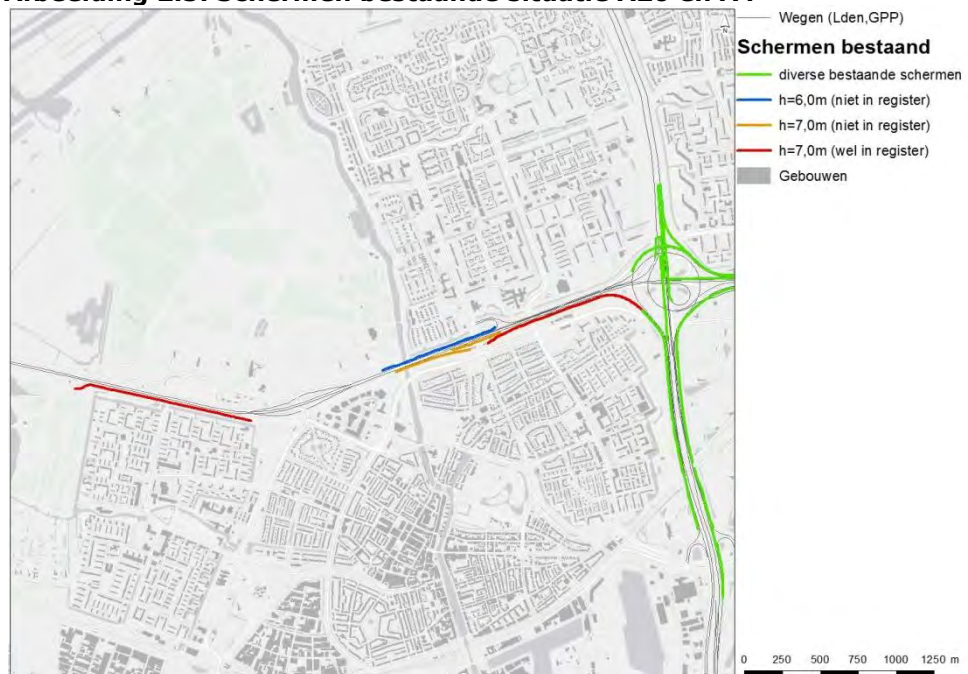 Wegen (Lden,GPP)
Schermen bestaand
diverse bestaande schermen
h=6,0m (niet in register)
h=7,0m (niet in register)
h=7,0m (wel in register)
Gebouwen
0 250 500 750 1000 1250 m